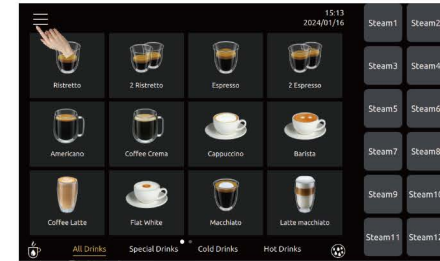 15:13
2024/01/16
Ristretto
2 Ristretto
Espresso
2 Espresso
Americano
Coffee Crema
Cappuccino
Barista
Coffee Latte
Flat White
Macchiato
Latte macchiato
All Drinks
Special Drinks
Cold Drinks
Hot Drinks
Steam1
Steam2
Steam3
Steam4
Steam5
Steam6
Steam7
Steam8
Steam9
Steam10
Steam11
Steam12